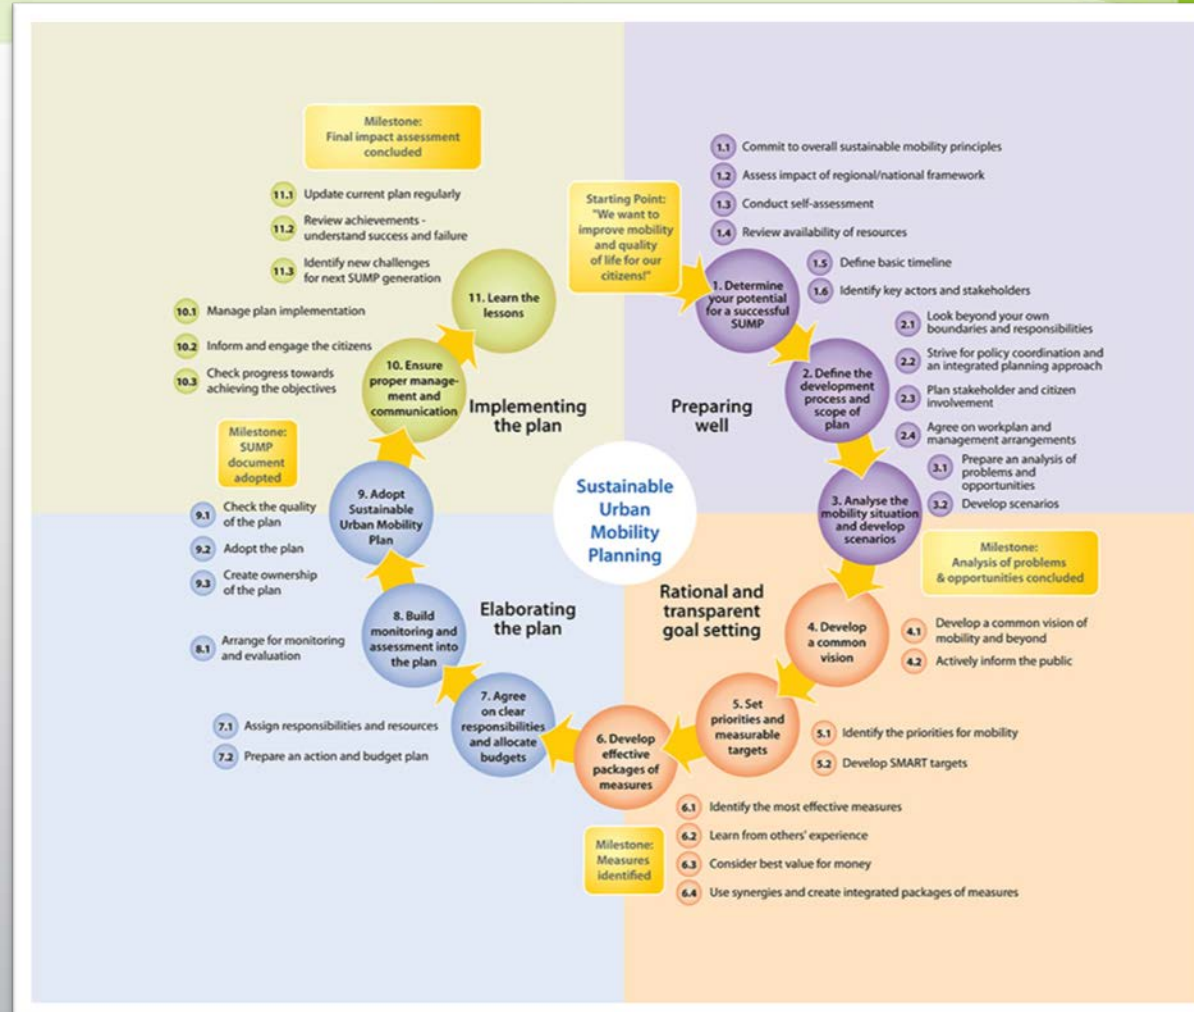 Milestone:
Final impact assessment
concluded
11.1 Update current plan regularly
11.2 Review achievements -
understand success and failure
11.3 Identify new challenges
for next SUMP generation
10.1 Manage plan implementation
10.2 Inform and engage the citizens
10.3 Check progress towards
achieving the objectives
Milestone:
SUMP
document
adopted
9.1 Check the quality
of the plan
9.2 Adopt the plan
9.3 Create ownership
of the plan
8.1 Arrange for monitoring
and evaluation
7.1 Assign responsibilities and resources
7.2 Prepare an action and budget plan
Starting Point:
"We want to
improve mobility
and quality
of life for our
citizens!"
1.1 Commit to overall sustainable mobility principles
1.2 Assess impact of regional/national framework
1.3 Conduct self-assessment
1.4 Review availability of resources
1.5 Define basic timeline
1.6 Identify key actors and stakeholders
2.1 Look beyond your own
boundaries and responsibilities
2.2 Strive for policy coordination and
an integrated planning approach
2.3 Plan stakeholder and citizen
involvement
2.4 Agree on workplan and
management arrangements
3.1 Prepare an analysis of
problems and
opportunities
3.2 Develop scenarios
Milestone:
Analysis of problems
& opportunities concluded
4.1 Develop a common vision of
mobility and beyond
4.2 Actively inform the public
5.1 Identify the priorities for mobility
5.2 Develop SMART targets
6.1 Identify the most effective measures
6.2 Learn from others' experience
6.3 Consider best value for money
6.4 Use synergies and create integrated packages of measures
Milestone:
Measures
identified
1. Determine
your potential
for a successful
SUMP
2. Define the
development
process and
scope of
plan
3. Analyse the
mobility situation
and develop
scenarios
4. Develop
a common
vision
5. Set
priorities and
measurable
targets
6. Develop
effective
packages of
measures
7. Agree
on clear
responsibilities
and allocate
budgets
8. Build
monitoring and
assessment into
the plan
9. Adopt
Sustainable
Urban Mobility
Plan
10. Ensure
proper manage-
ment and
communication
11. Learn the
lessons
Implementing
the plan
Preparing
well
Sustainable
Urban
Mobility
Planning
Elaborating
the plan
Rational and
transparent
goal setting